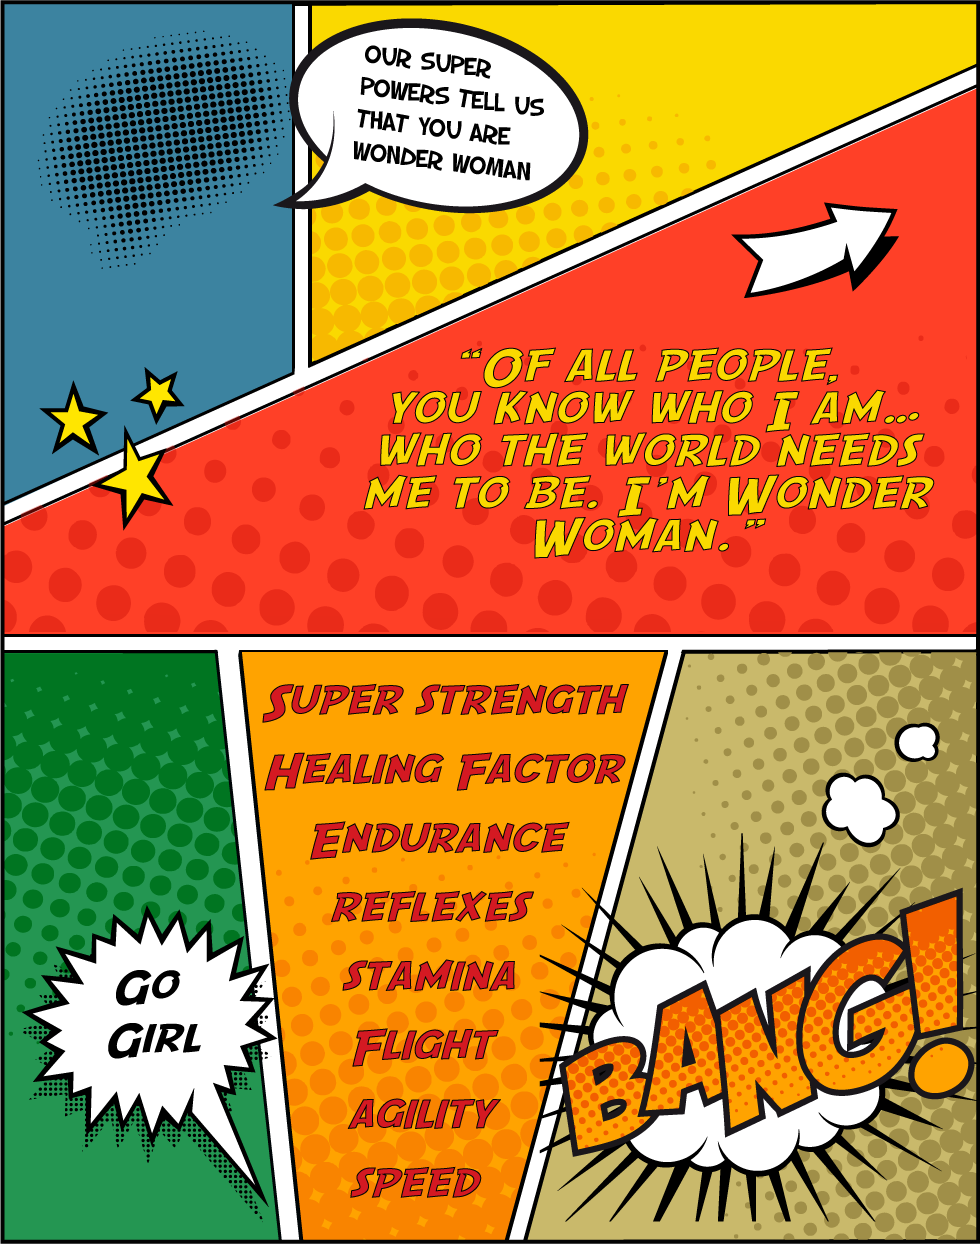 OUR SUPER
POWERS TELL US
THAT YOU ARE
WONDER WOMAN
"OF ALL PEOPLE,
YOU KNOW WHO I AM...
WHO THE WORLD NEEDS
ME TO BE. I'M WONDER
WOMAN."
SUPER STRENGTH
HEALING FACTOR
ENDURANCE
REFLEXES
STAMINA
FLIGHT
AGILITY
SPEED
GO
GIRL
BANG!